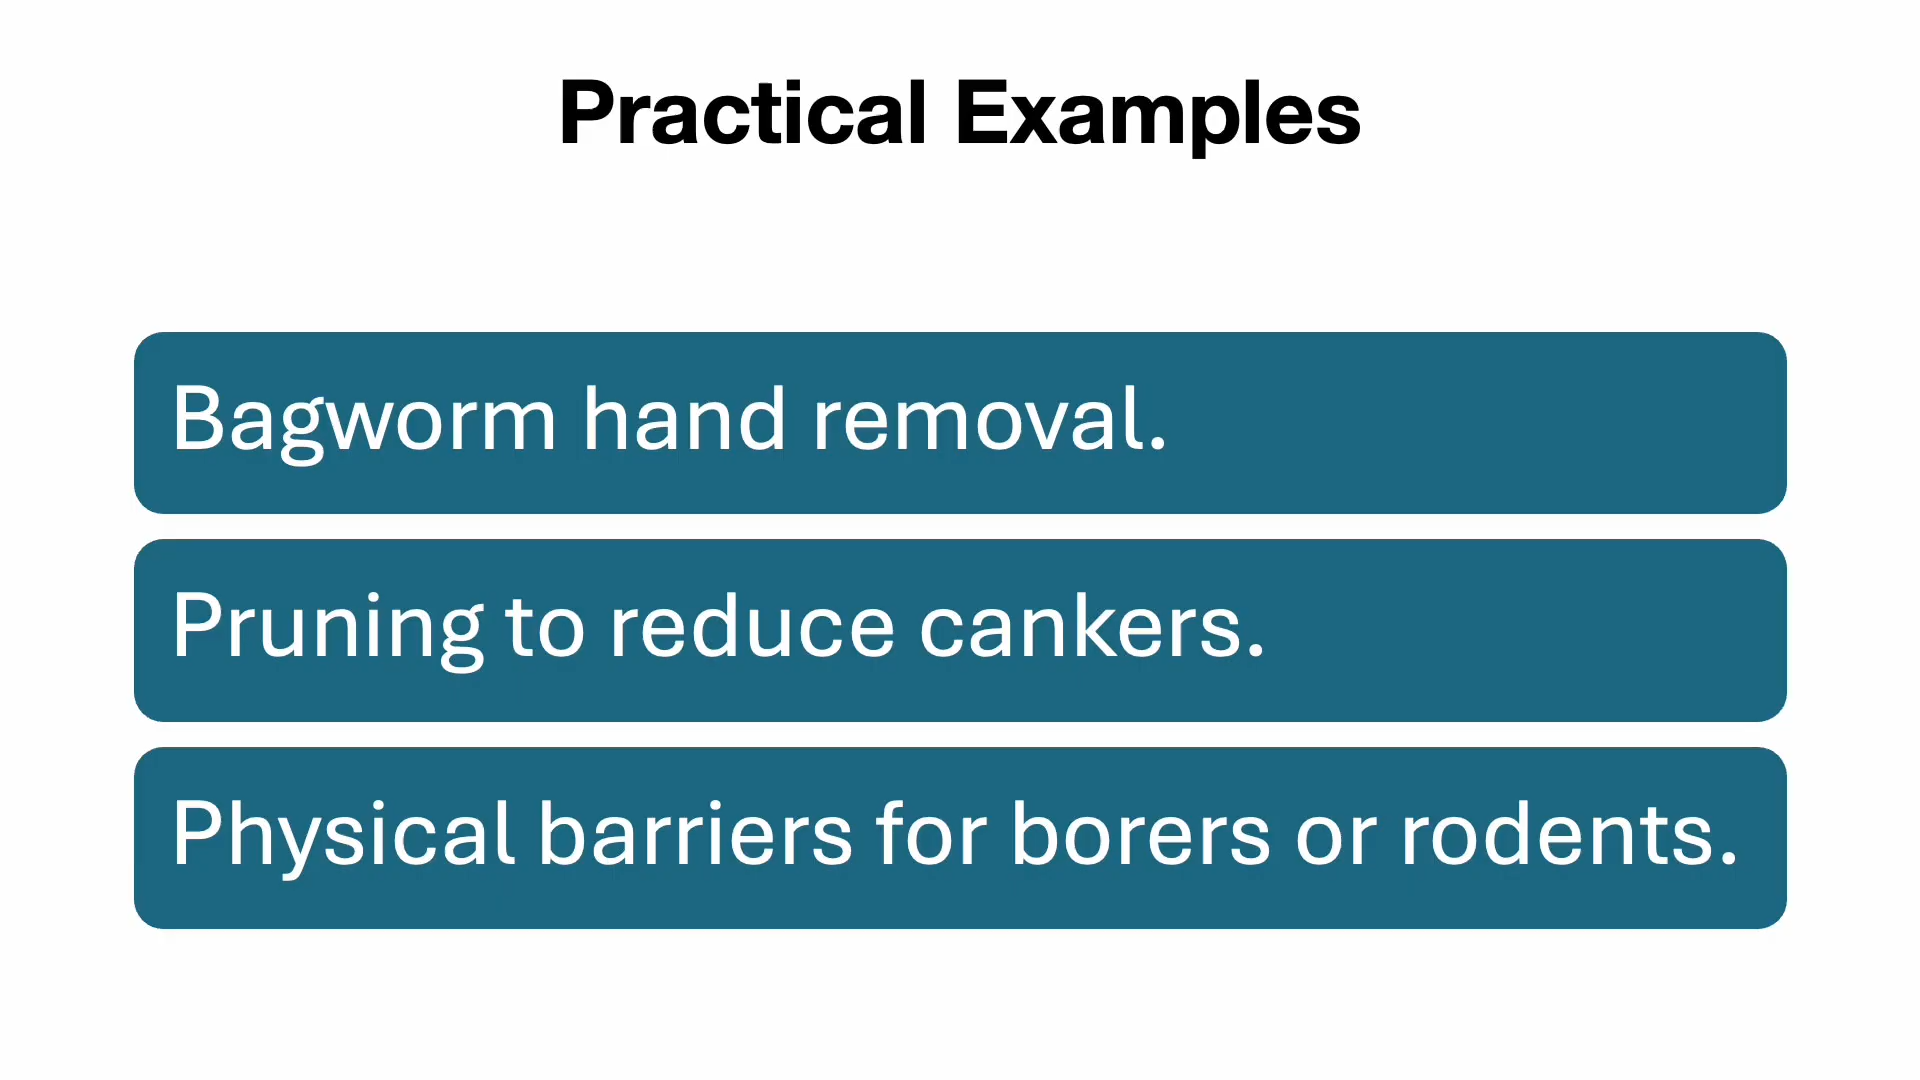 Practical Examples
Bagworm hand removal.
Pruning to reduce cankers.
Physical barriers for borers or rodents.